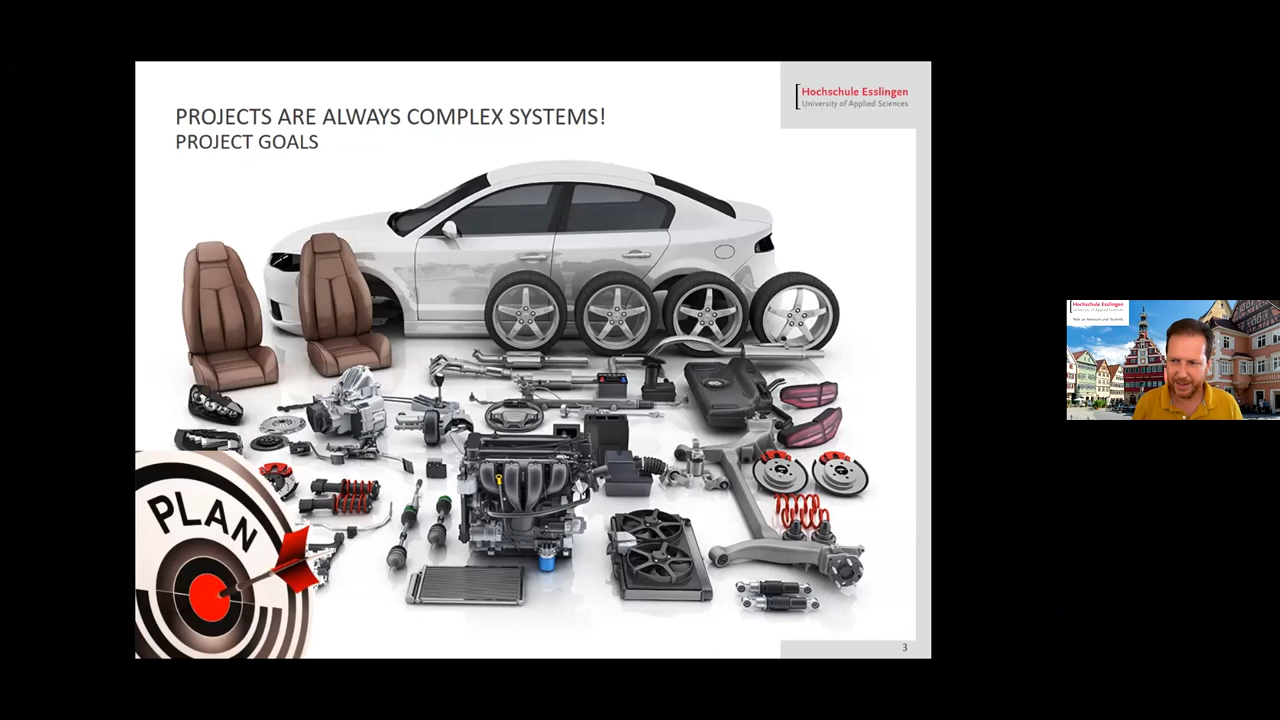 PROJECTS ARE ALWAYS COMPLEX SYSTEMS!
PROJECT GOALS
Hochschule Esslingen
University of Applied Sciences
PLAN
3
Hochschule Esslingen
University of Applied Sciences